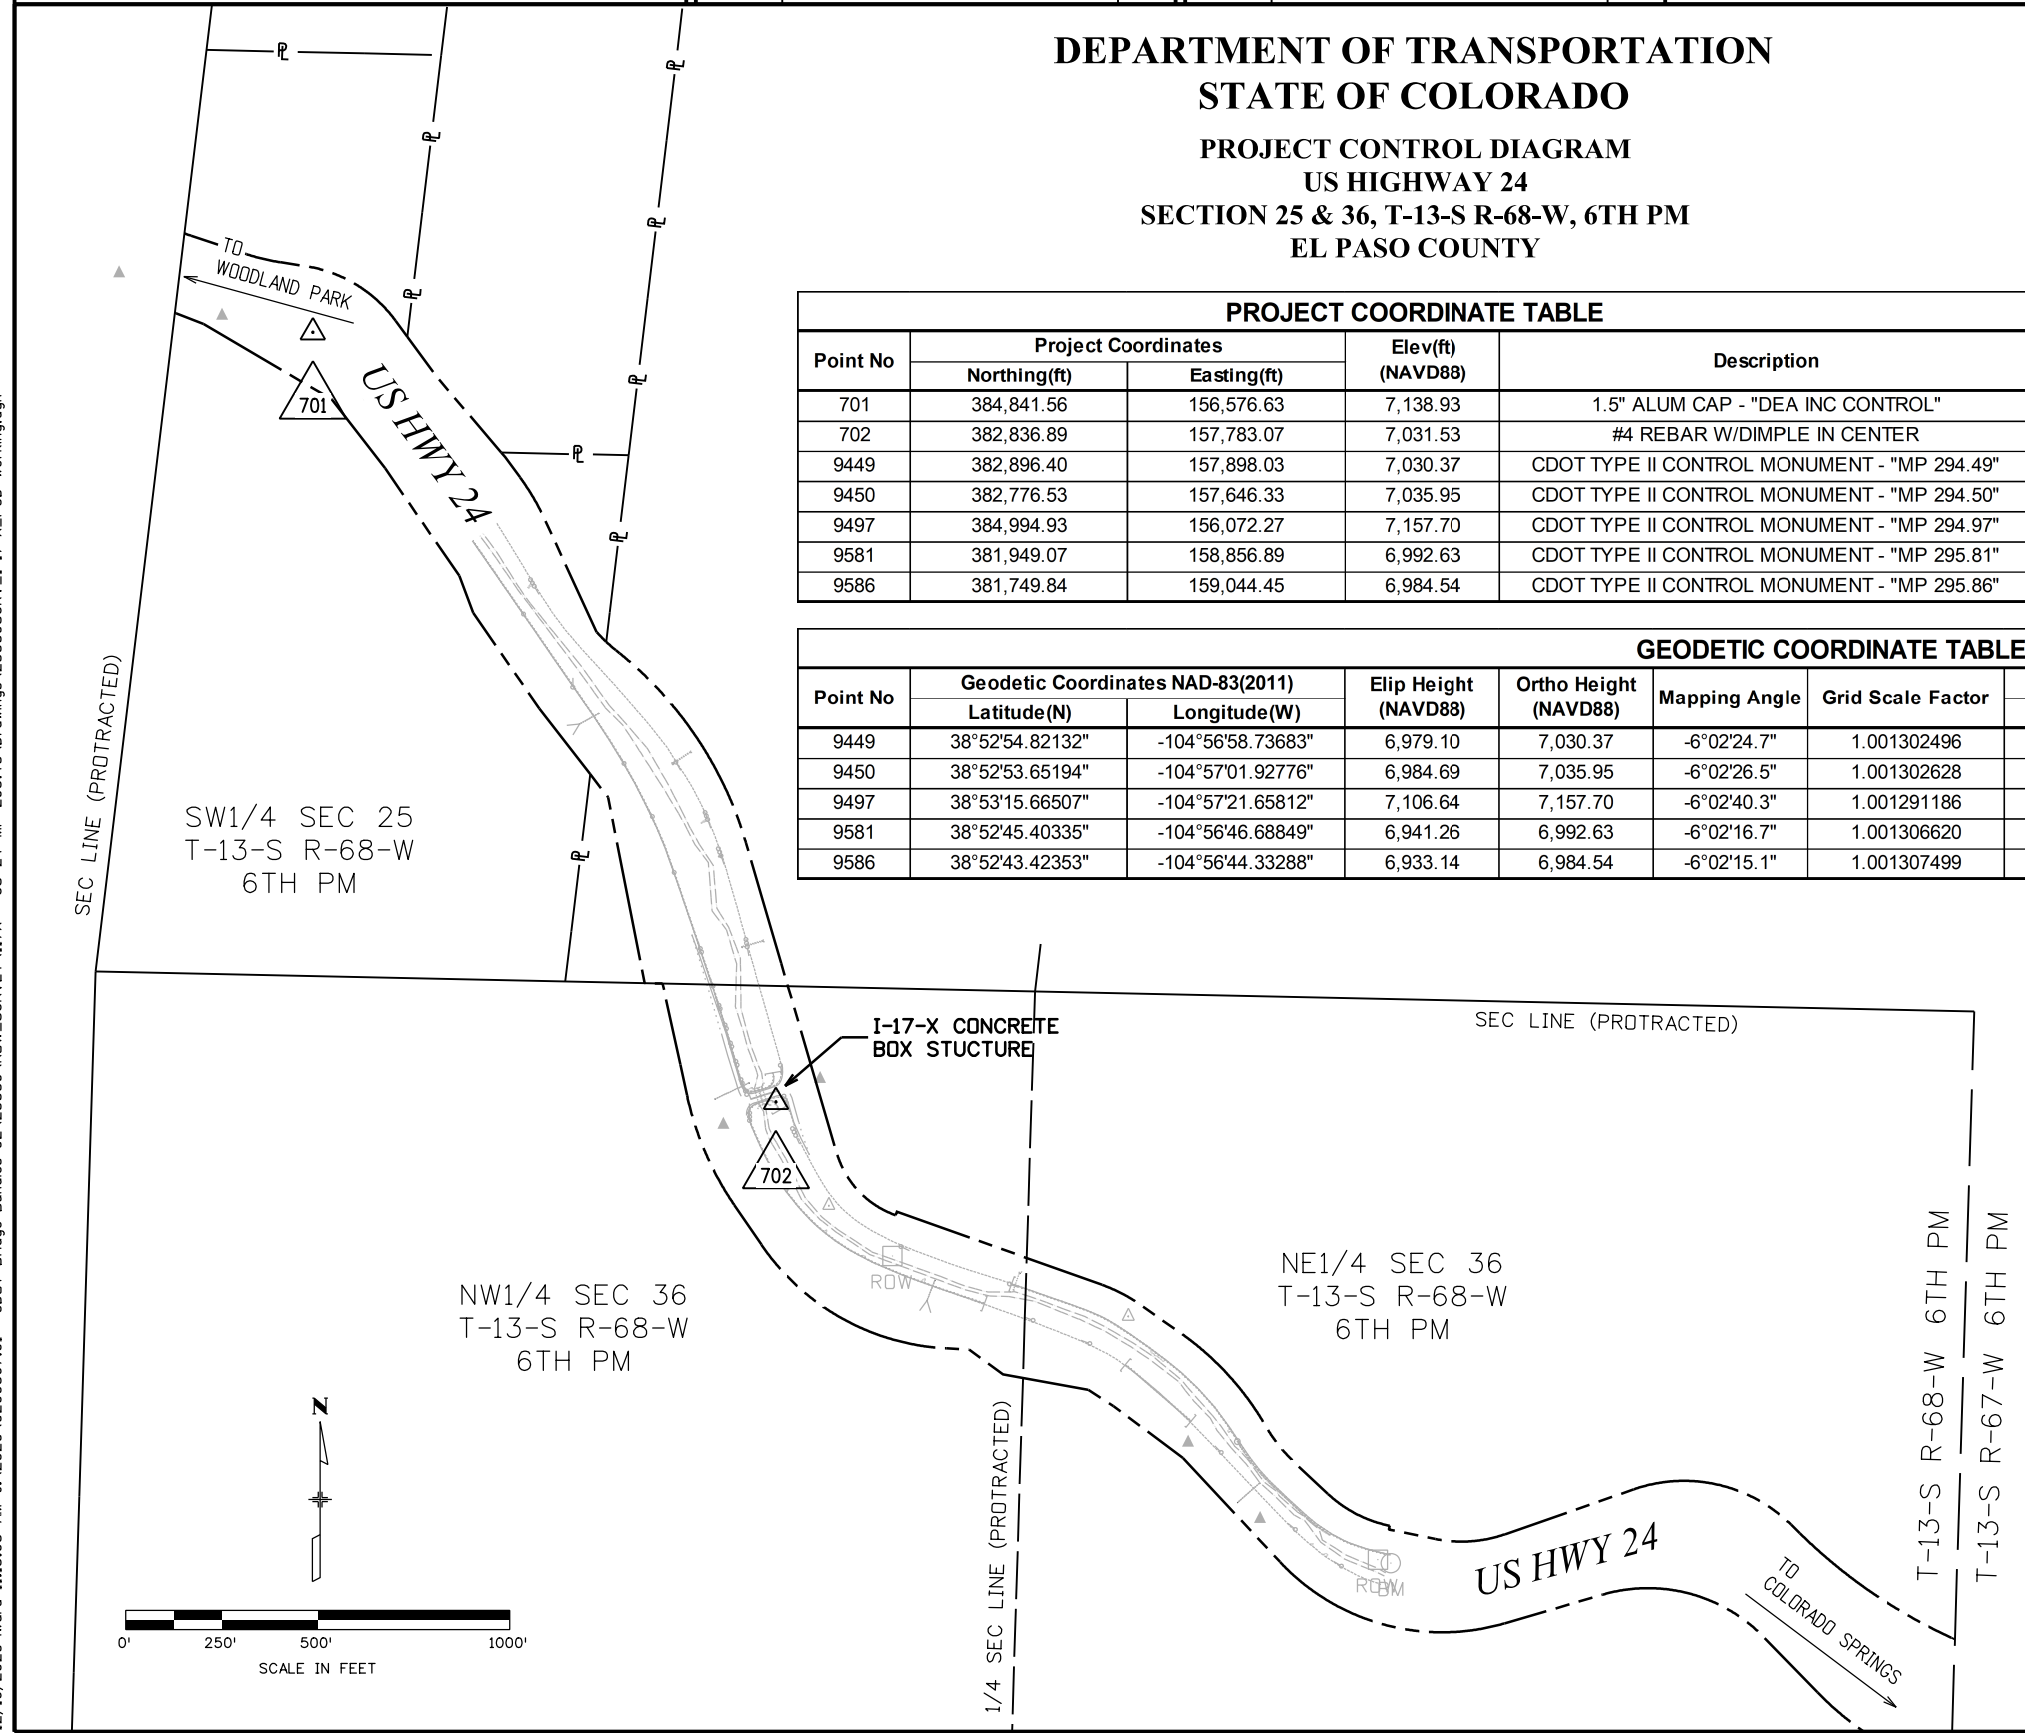 DEPARTMENT OF TRANSPORTATION
STATE OF COLORADO
PROJECT CONTROL DIAGRAM
US HIGHWAY 24
SECTION 25 & 36, T-13-S R-68-W, 6TH PM
EL PASO COUNTY
PROJECT COORDINATE TABLE
Point No Project Coordinates Elev(ft) (NAVD88) Description
Northing(ft) Easting(ft)
701 384,841.56 156,576.63 7,138.93 1.5" ALUM CAP - "DEA INC CONTROL"
702 382,836.89 157,783.07 7,031.53 #4 REBAR W/DIMPLE IN CENTER
9449 382,896.40 157,898.03 7,030.37 CDOT TYPE II CONTROL MONUMENT - "MP 294.49"
9450 382,776.53 157,646.33 7,035.95 CDOT TYPE II CONTROL MONUMENT - "MP 294.50"
9497 384,994.93 156,072.27 7,157.70 CDOT TYPE II CONTROL MONUMENT - "MP 294.97"
9581 381,949.07 158,856.89 6,992.63 CDOT TYPE II CONTROL MONUMENT - "MP 295.81"
9586 381,749.84 159,044.45 6,984.54 CDOT TYPE II CONTROL MONUMENT - "MP 295.86"
GEODETIC COORDINATE TABLE
Point No Geodetic Coordinates NAD-83(2011) Elip Height (NAVD88) Ortho Height (NAVD88) Mapping Angle Grid Scale Factor
Latitude(N) Longitude(W)
9449 38°52'54.82132" -104°56'58.73683" 6,979.10 7,030.37 -6°02'24.7" 1.001302496
9450 38°52'53.65194" -104°57'01.92776" 6,984.69 7,035.95 -6°02'26.5" 1.001302628
9497 38°53'15.66507" -104°57'21.65812" 7,106.64 7,157.70 -6°02'40.3" 1.001291186
9581 38°52'45.40335" -104°56'46.68849" 6,941.26 6,992.63 -6°02'16.7" 1.001306620
9586 38°52'43.42353" -104°56'44.33288" 6,933.14 6,984.54 -6°02'15.1" 1.001307499
PL
PL
PL
PL
PL
PL
PL
PL
PL
TO
WOODLAND PARK
701
US HWY 24
SEC LINE (PROTRACTED)
SW1/4 SEC 25
T-13-S R-68-W
6TH PM
I-17-X CONCRETE
BOX STUCTURE
SEC LINE (PROTRACTED)
702
ROW
NW1/4 SEC 36
T-13-S R-68-W
6TH PM
NE1/4 SEC 36
T-13-S R-68-W
6TH PM
T-13-S R-68-W 6TH PM
T-13-S R-67-W 6TH PM
1/4 SEC LINE (PROTRACTED)
N
ROW
BM
US HWY 24
TO
COLORADO SPRINGS
0' 250' 500' 1000'
SCALE IN FEET